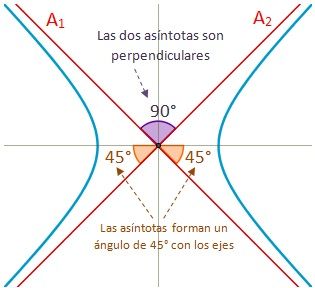 A₁
A₂
Las dos asíntotas son
perpendiculares
90°
45°
45°
Las asíntotas forman un
ángulo de 45° con los ejes